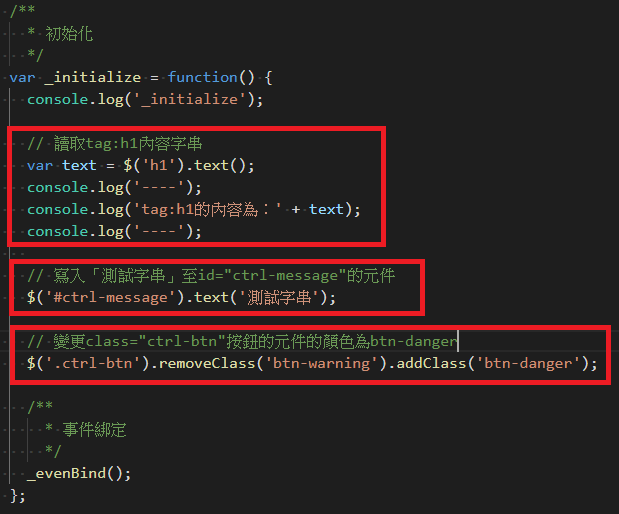 /**
 * 初始化
 */
var _initialize = function() {
  console.log('_initialize');
  // 讀取tag:h1內容字串
  var text = $('h1').text();
  console.log('----');
  console.log('tag:h1的內容為：' + text);
  console.log('----');
  // 寫入「測試字串」至id="ctrl-message"的元件
  $('#ctrl-message').text('測試字串');
  // 變更class="ctrl-btn"按鈕的元件的顏色為btn-danger
  $('.ctrl-btn').removeClass('btn-warning').addClass('btn-danger');
  /**
   * 事件綁定
   */
  _evenBind();
};